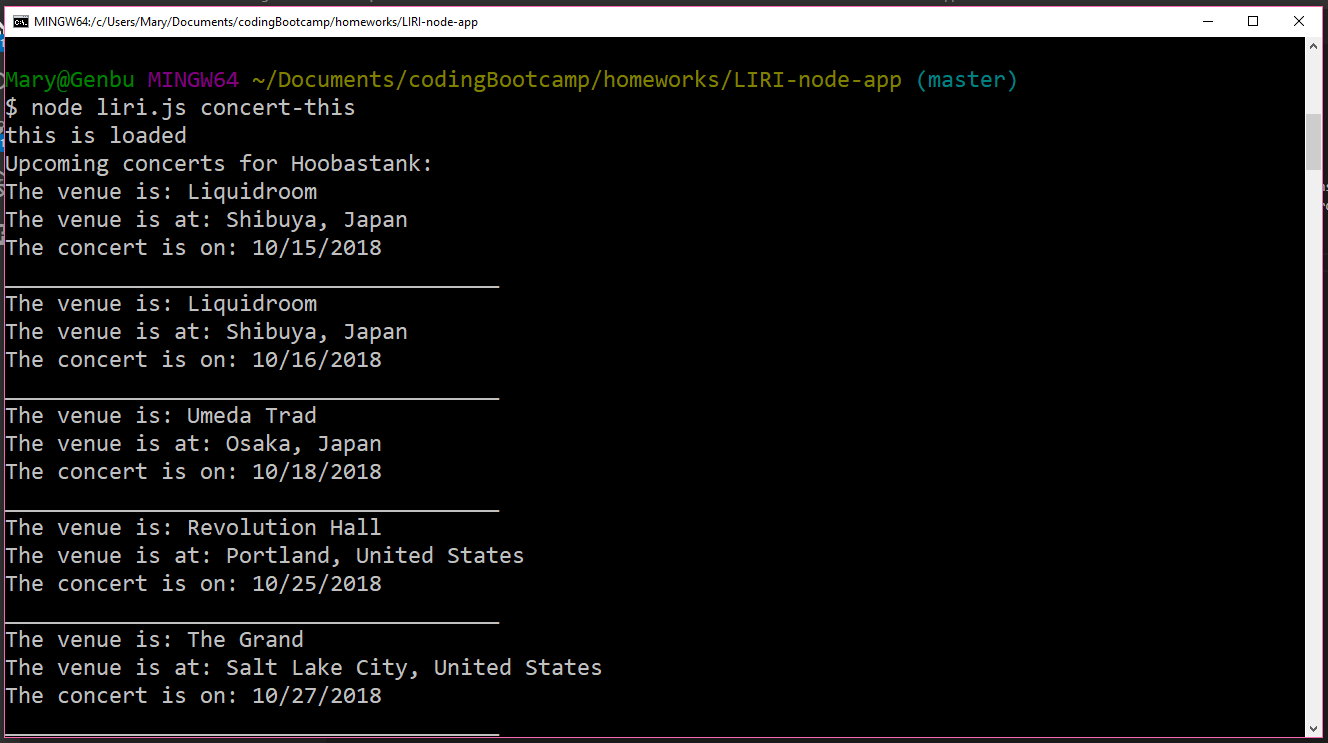 MINGW64:/c/Users/Mary/Documents/codingBootcamp/homeworks/LIRI-node-app
Mary@Genbu MINGW64 ~/Documents/codingBootcamp/homeworks/LIRI-node-app (master)
$ node liri.js concert-this
this is loaded
Upcoming concerts for Hoobastank:
The venue is: Liquidroom
The venue is at: Shibuya, Japan
The concert is on: 10/15/2018
______________________________________
The venue is: Liquidroom
The venue is at: Shibuya, Japan
The concert is on: 10/16/2018
______________________________________
The venue is: Umeda Trad
The venue is at: Osaka, Japan
The concert is on: 10/18/2018
______________________________________
The venue is: Revolution Hall
The venue is at: Portland, United States
The concert is on: 10/25/2018
______________________________________
The venue is: The Grand
The venue is at: Salt Lake City, United States
The concert is on: 10/27/2018
______________________________________